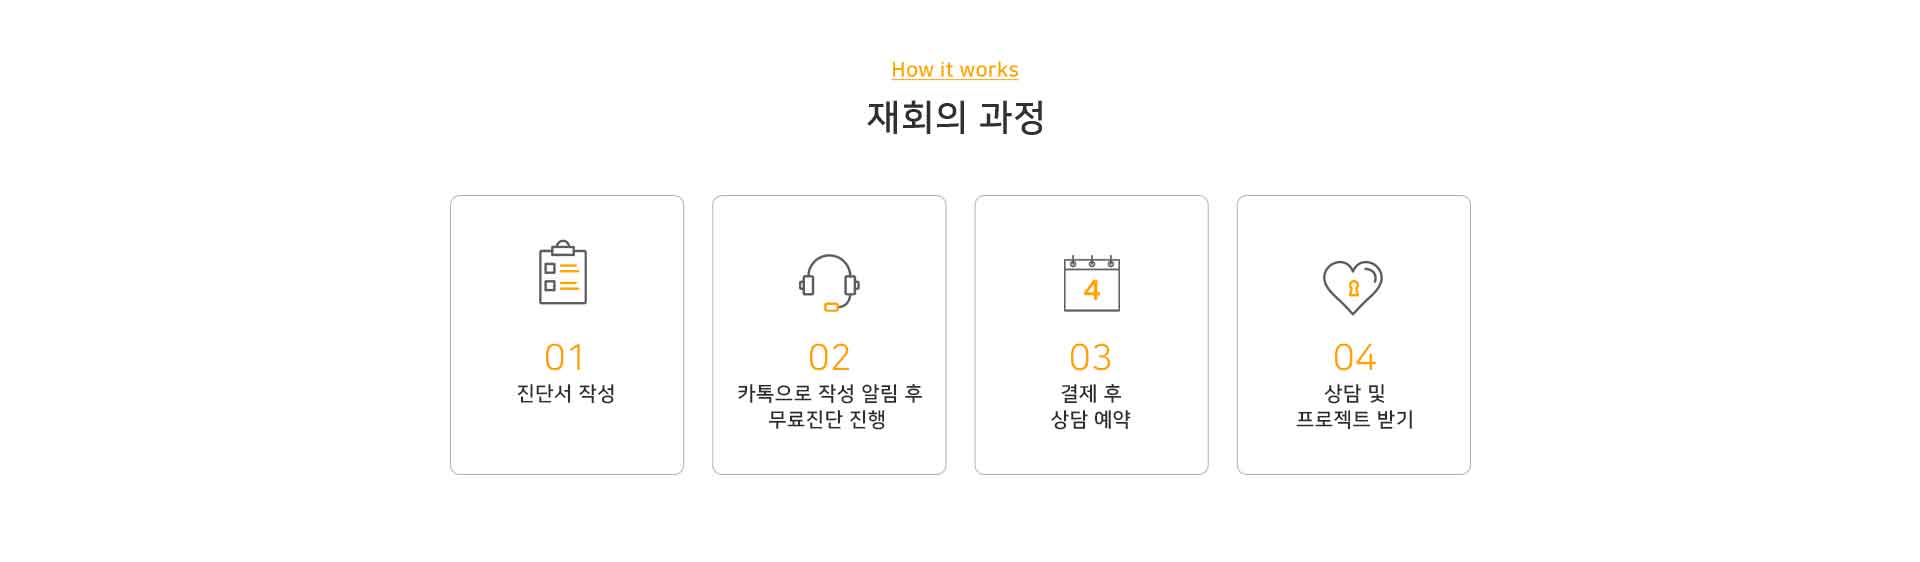 How it works
재회의 과정
4
01
진단서 작성
02
카톡으로 작성 알림 후
무료진단 진행
03
결제 후
상담 예약
04
상담 및
프로젝트 받기